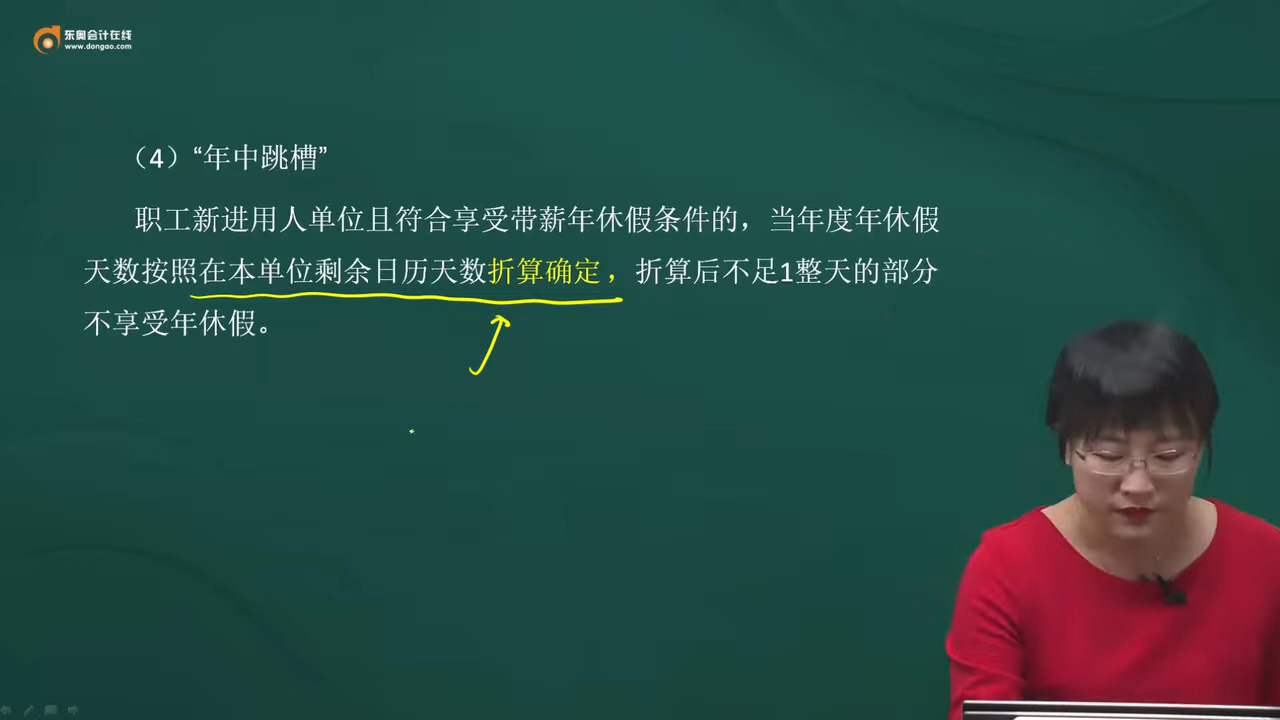 东奥会计在线
www.dongao.com
（4）“年中跳槽”
职工新进用人单位且符合享受带薪年休假条件的，当年度年休假
天数按照在本单位剩余日历天数折算确定，折算后不足1整天的部分
不享受年休假。